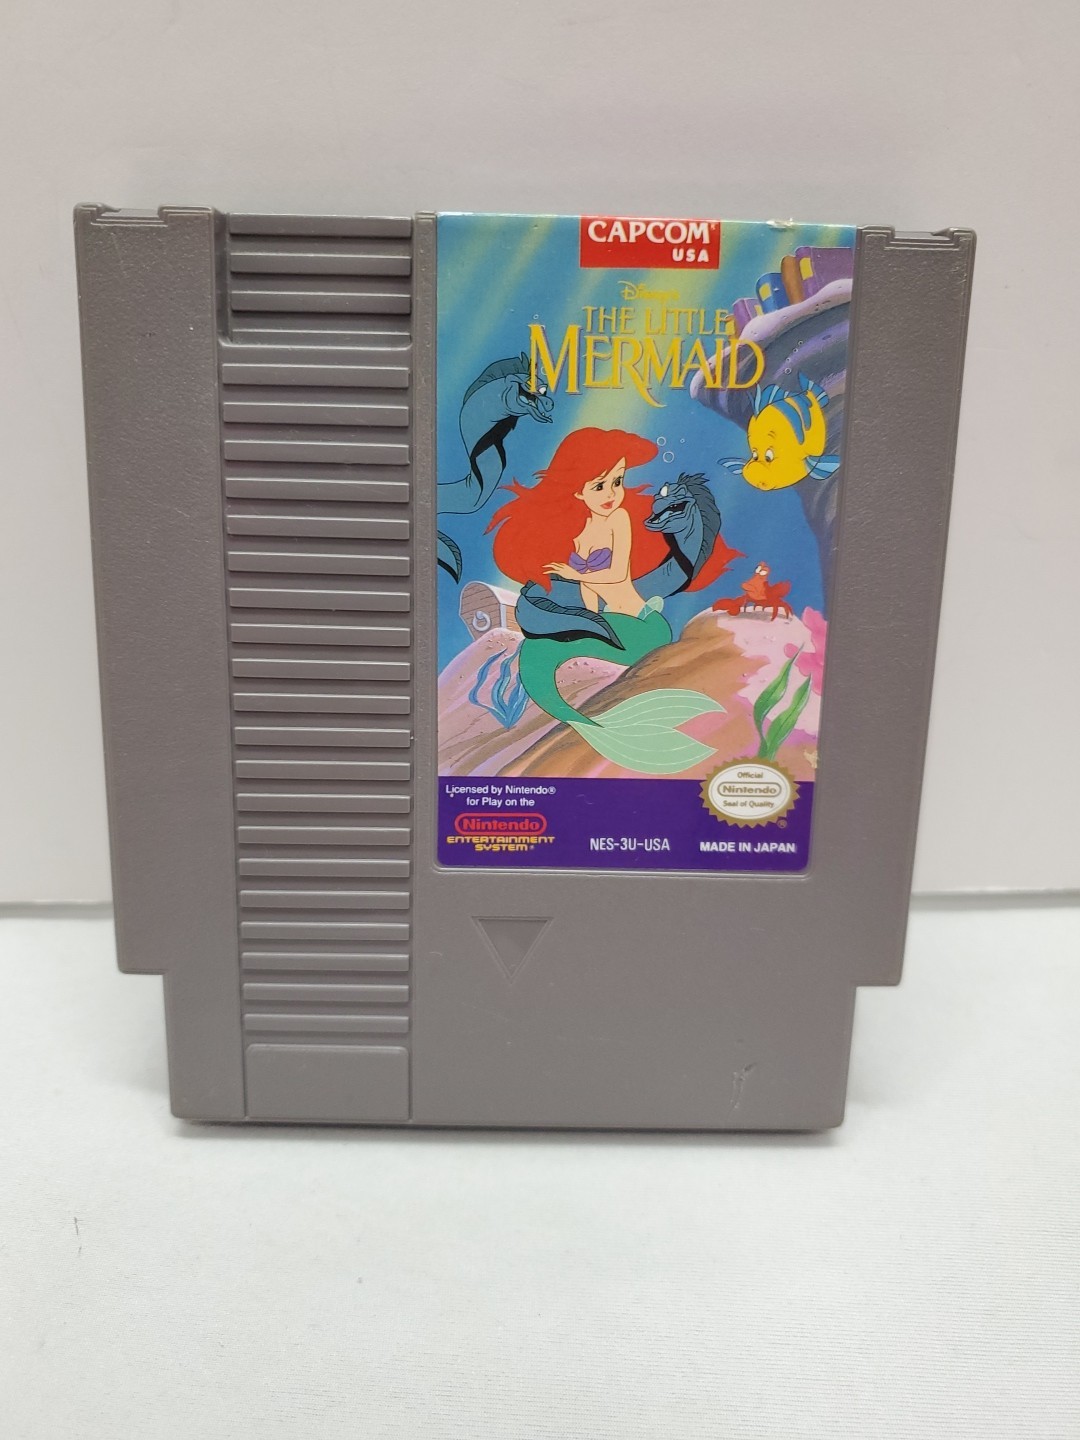 CAPCOM
USA
Disney's
THE LITTLE
MERMAID
Licensed by Nintendo®
for Play on the
Nintendo
ENTERTAINMENT
SYSTEM®
NES-3U-USA
Official
Nintendo
Seal of Quality
®
MADE IN JAPAN